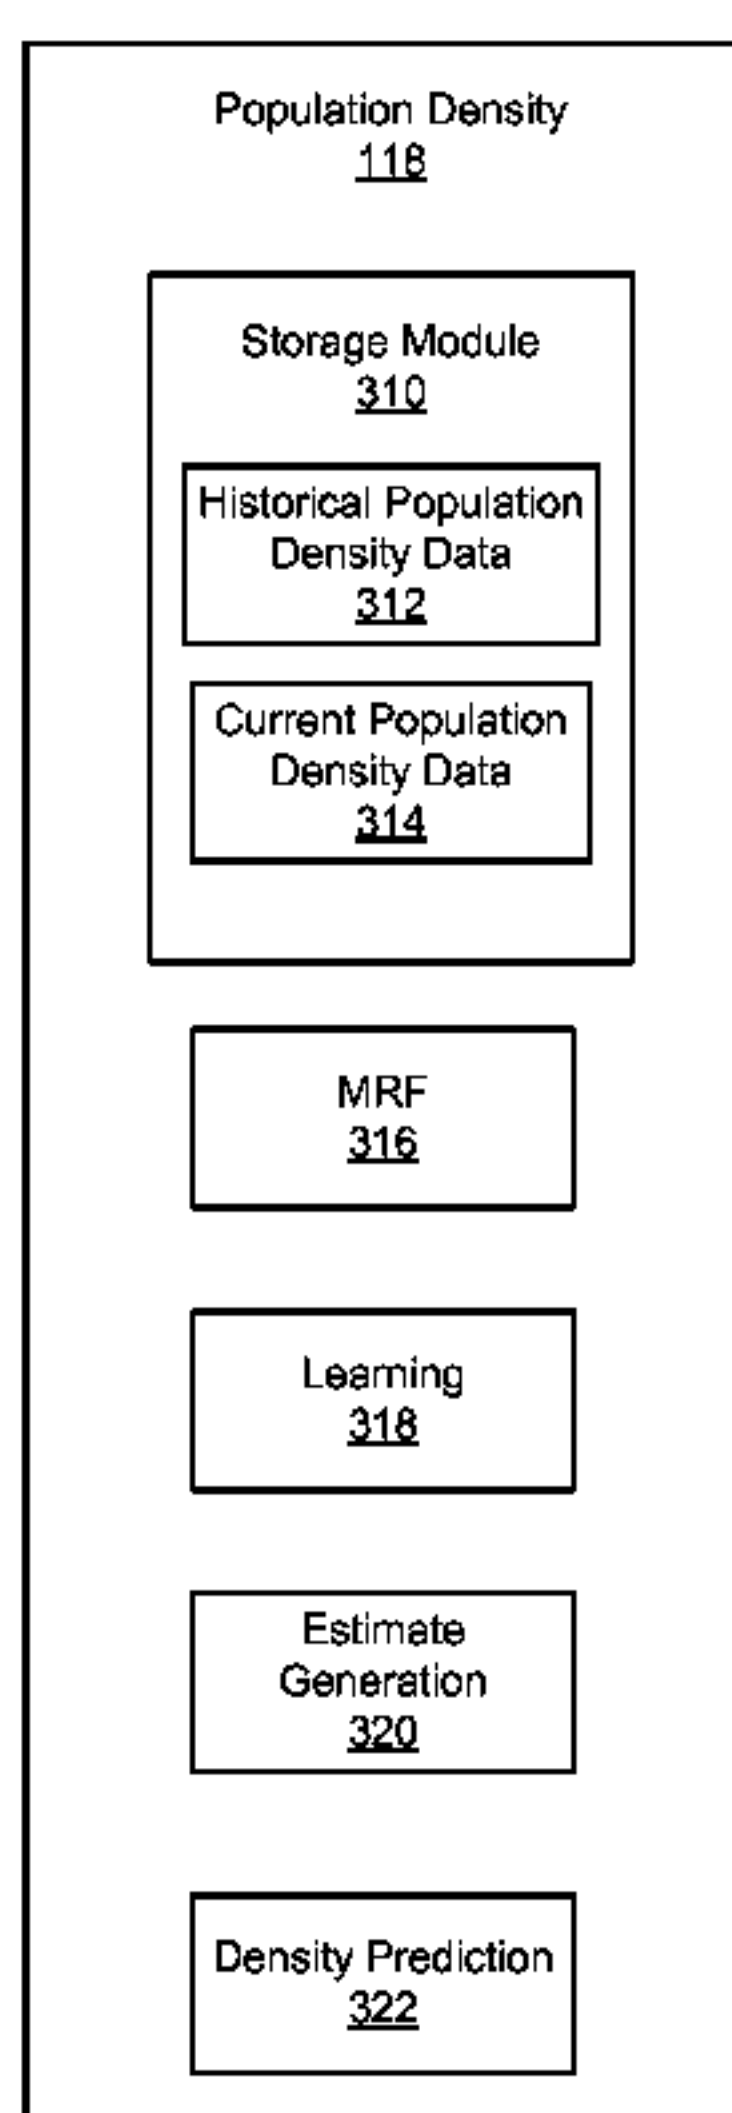 Population Density
118
Storage Module
310
Historical Population
Density Data
312
Current Population
Density Data
314
MRF
316
Learning
318
Estimate
Generation
320
Density Prediction
322